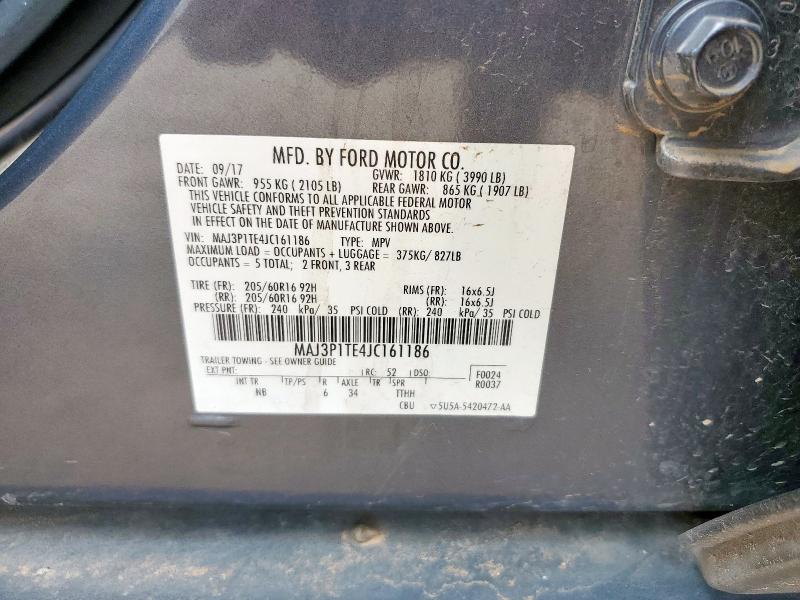 MFD. BY FORD MOTOR CO.
DATE: 09/17 GVWR: 1810 KG ( 3990 LB)
FRONT GAWR: 955 KG ( 2105 LB) REAR GAWR: 865 KG ( 1907 LB)
THIS VEHICLE CONFORMS TO ALL APPLICABLE FEDERAL MOTOR
VEHICLE SAFETY AND THEFT PREVENTION STANDARDS
IN EFFECT ON THE DATE OF MANUFACTURE SHOWN ABOVE.
VIN: MAJ3P1TE4JC161186 TYPE: MPV
MAXIMUM LOAD = OCCUPANTS + LUGGAGE = 375KG/ 827LB
OCCUPANTS = 5 TOTAL; 2 FRONT, 3 REAR
TIRE (FR): 205/60R16 92H RIMS (FR): 16x6.5J
(RR): 205/60R16 92H (RR): 16x6.5J
PRESSURE (FR): 240 kPa/ 35 PSI COLD (RR): 240 kPa/ 35 PSI COLD
MAJ3P1TE4JC161186
TRAILER TOWING - SEE OWNER GUIDE
EXT PNT: RC: 52 DSO: F0024
R0037
INT TR TP/PS R AXLE TR SPR
NB 6 34 TTHH
CBU ▽5U5A-5420472-AA